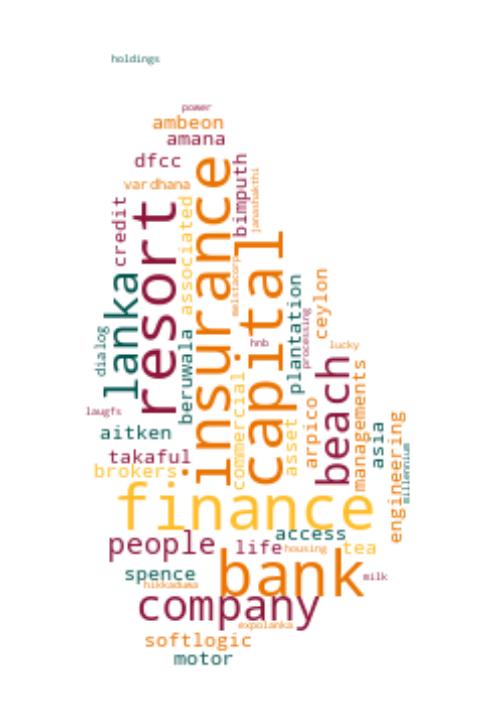 holdings
power
ambeon
amana
dfcc
vardhana
credit
resort
associated
insurance
bimputh
janashakthi
capital
melstacorp
lanka
dialog
beruwala
hnb
plantation
processing
ceylon
lucky
beach
managements
laugfs
aitken
takaful
brokers
commercial
asset
arpico
asia
engineering
millennium
finance
people
life
housing
access
tea
spence
hikkaduwa
bank
milk
company
expolanka
softlogic
motor